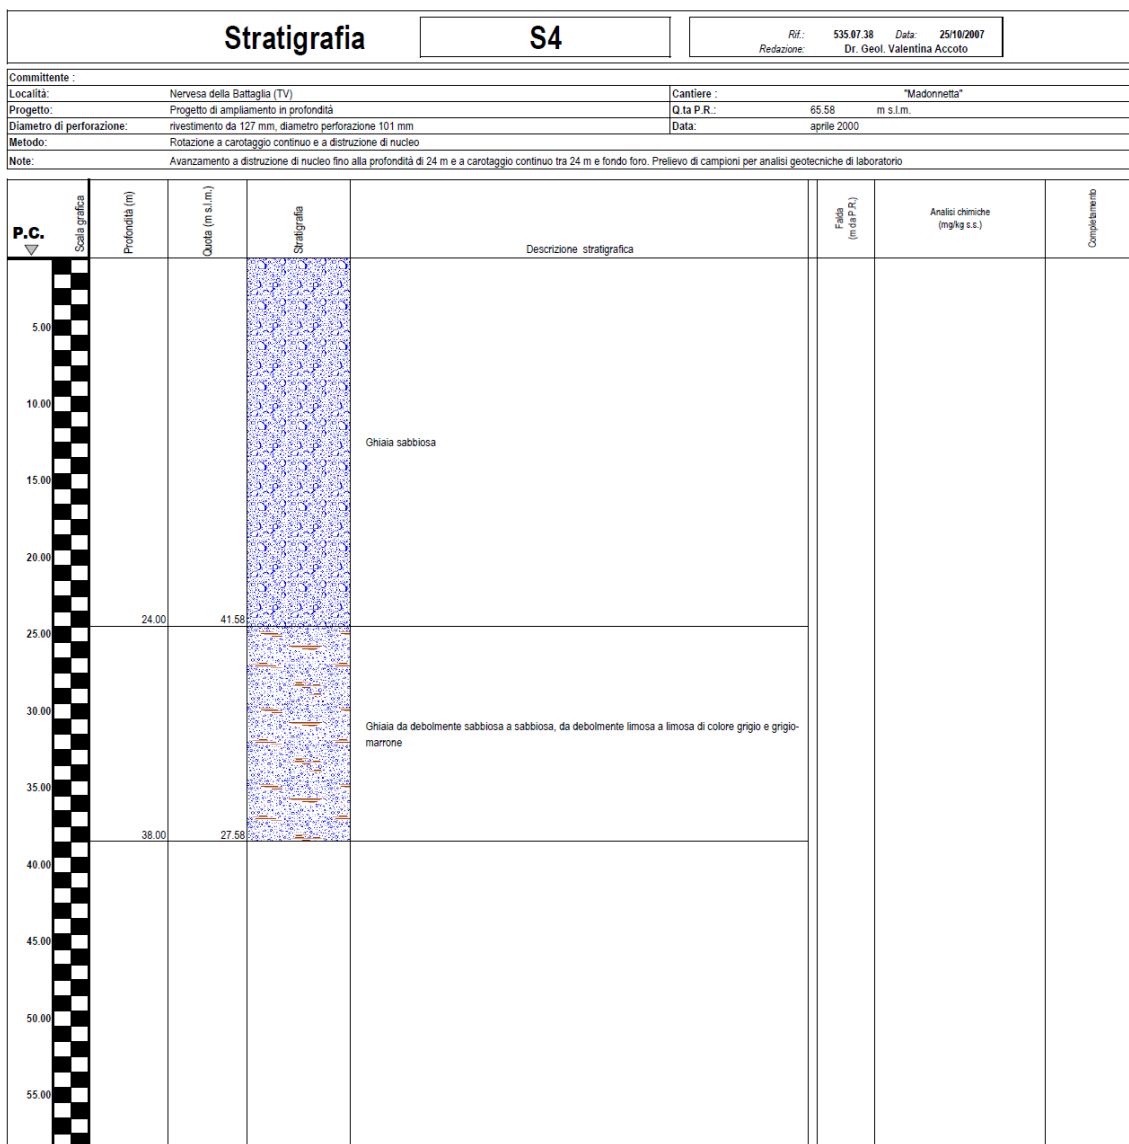 Stratigrafia
S4
Rif.: 535.07.38 Data: 25/10/2007
Redazione: Dr. Geol. Valentina Accoto
Committente :
Località: Nervesa della Battaglia (TV) Cantiere : "Madonnetta"
Progetto: Progetto di ampliamento in profondità Q.ta P.R.: 65.58 m s.l.m.
Diametro di perforazione: rivestimento da 127 mm, diametro perforazione 101 mm Data: aprile 2000
Metodo: Rotazione a carotaggio continuo e a distruzione di nucleo
Note: Avanzamento a distruzione di nucleo fino alla profondità di 24 m e a carotaggio continuo tra 24 m e fondo foro. Prelievo di campioni per analisi geotecniche di laboratorio
P.C.
Scala grafica
Profondità (m)
Quota (m s.l.m.)
Stratigrafia
Descrizione stratigrafica
Falda
(m da P.R.)
Analisi chimiche
(mg/kg s.s.)
Completamento
5.00
10.00
Ghiaia sabbiosa
15.00
20.00
24.00 41.58
25.00
30.00
Ghiaia da debolmente sabbiosa a sabbiosa, da debolmente limosa a limosa di colore grigio e grigio-
marrone
35.00
38.00 27.58
40.00
45.00
50.00
55.00